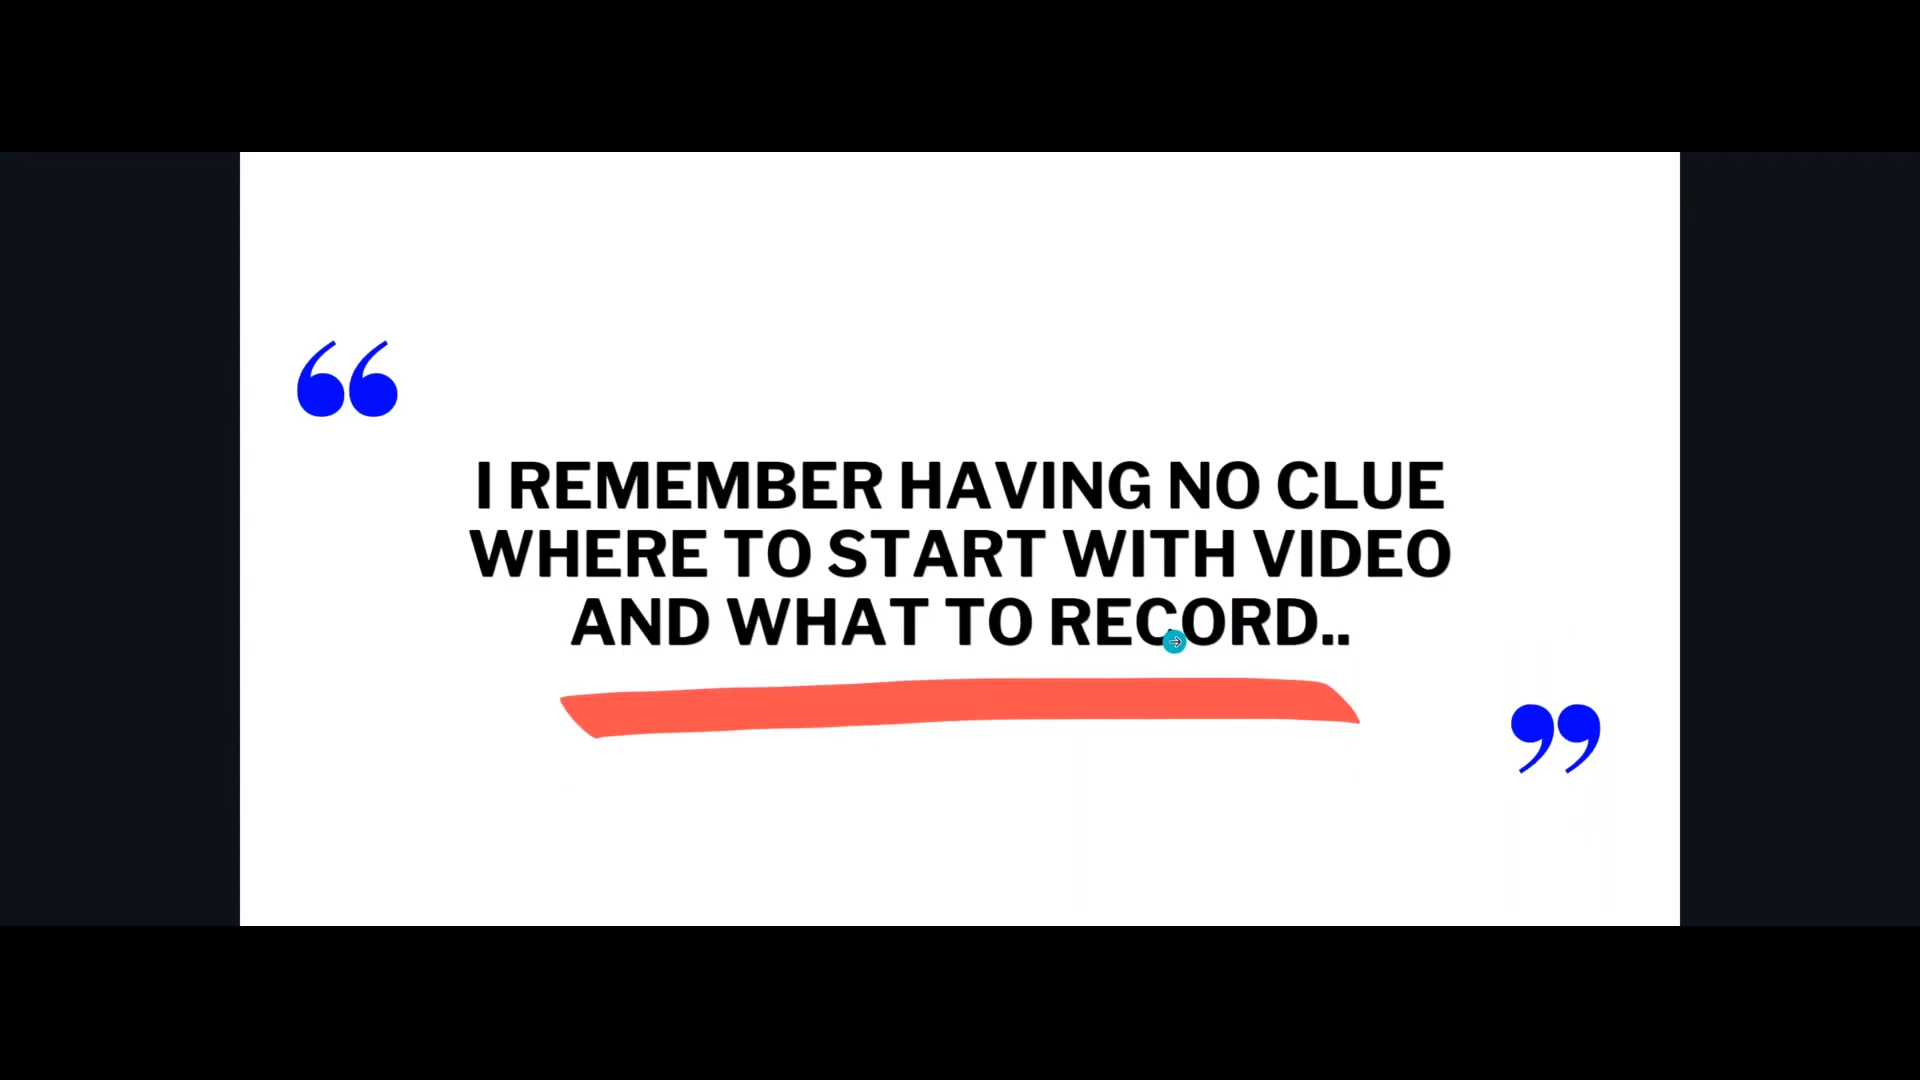 “
I REMEMBER HAVING NO CLUE
WHERE TO START WITH VIDEO
AND WHAT TO RECORD..
”